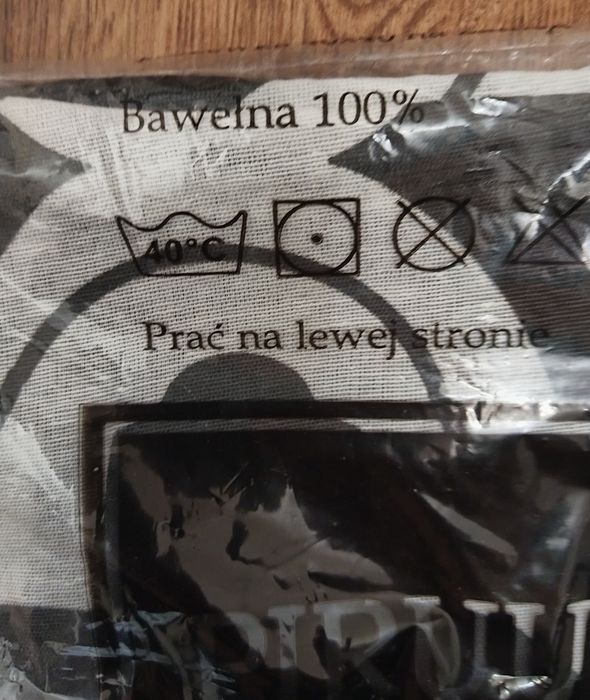 Bawełna 100%
40°C
Prać na lewej stronie